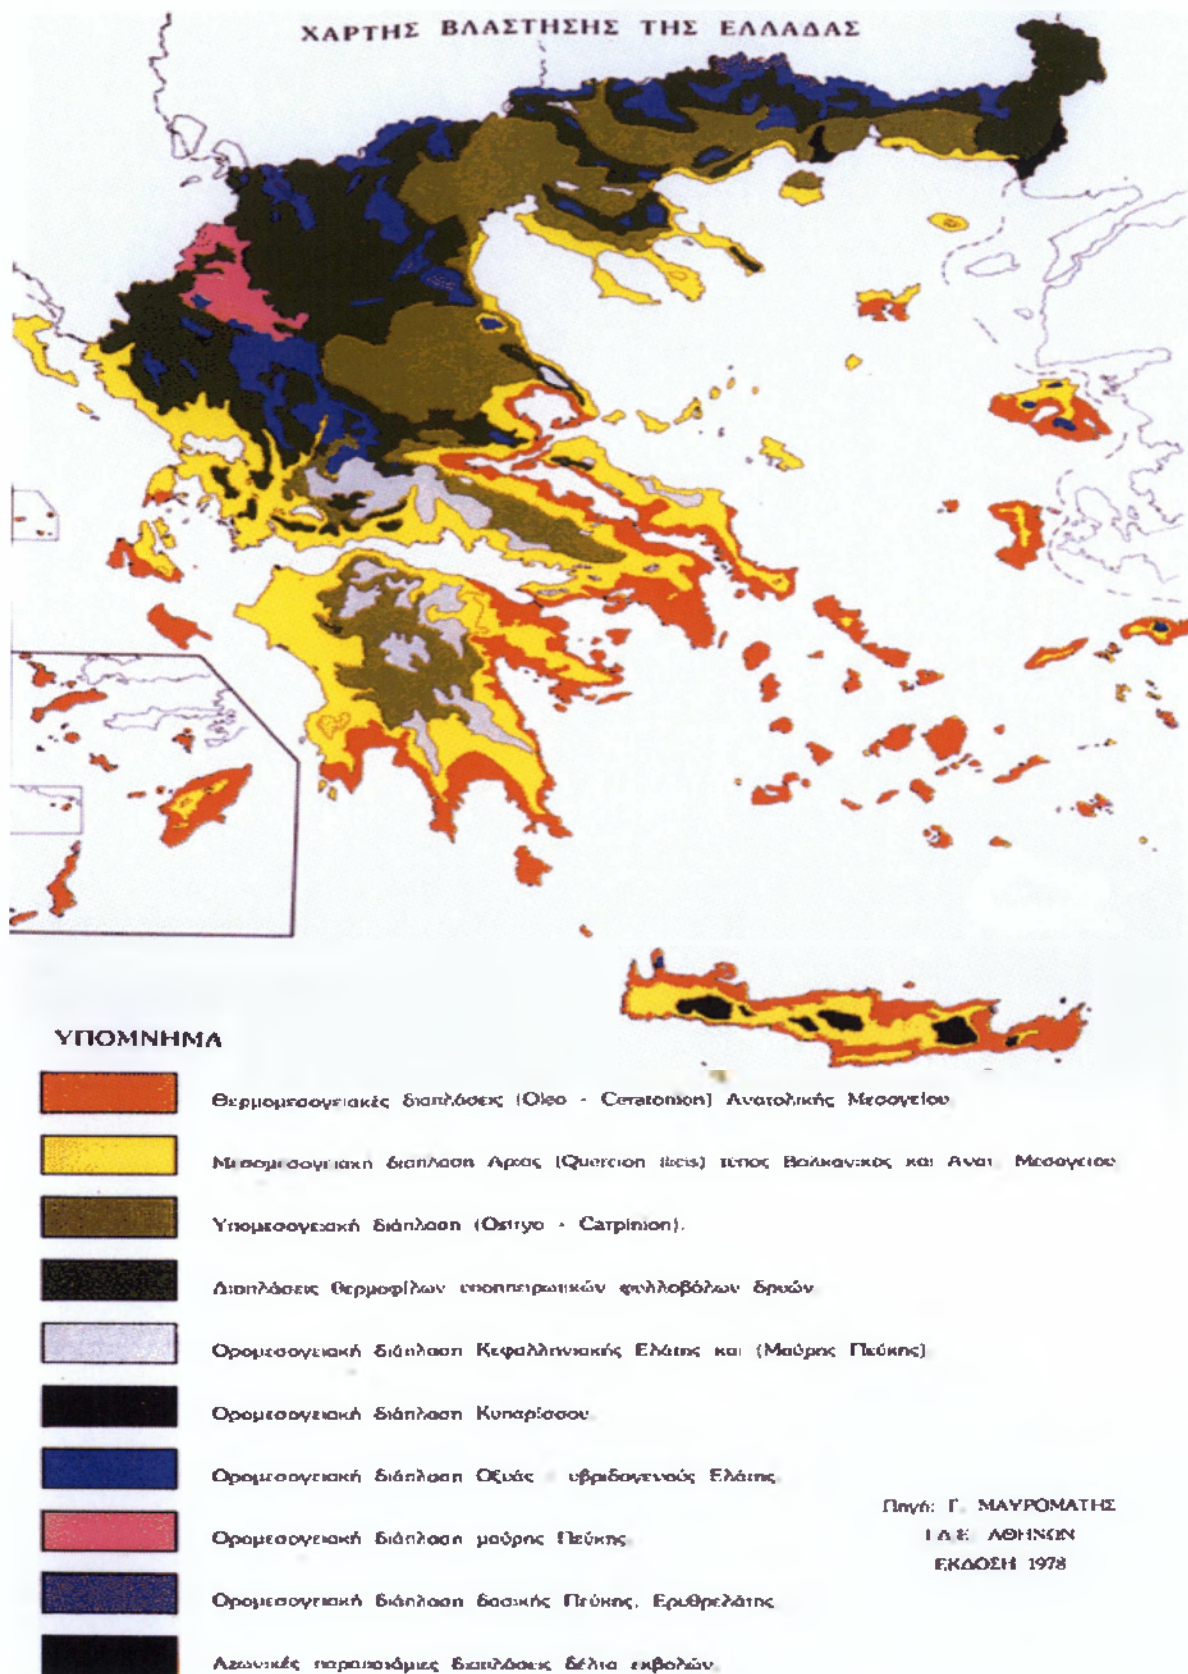 ΧΑΡΤΗΣ ΒΛΑΣΤΗΣΗΣ ΤΗΣ ΕΛΛΑΔΑΣ
ΥΠΟΜΝΗΜΑ
Θερμομεσογειακές διαπλάσεις (Oleo - Ceratonion) Ανατολικής Μεσογείου
Μεσομεσογειακή διάπλαση Αριάς (Quercion ilicis) τύπος Βαλκανικός και Ανατ. Μεσογείου
Υπομεσογειακή διάπλαση (Ostryo - Carpinion).
Διαπλάσεις θερμοφίλων υποηπειρωτικών φυλλοβόλων δρυών
Ορομεσογειακή διάπλαση Κεφαλληνιακής Ελάτης και (Μαύρης Πεύκης)
Ορομεσογειακή διάπλαση Κυπαρίσσου
Ορομεσογειακή διάπλαση Οξυάς - υβριδογενούς Ελάτης
Ορομεσογειακή διάπλαση μαύρης Πεύκης
Ορομεσογειακή διάπλαση δασικής Πεύκης, Ερυθρελάτης
Αζωνικές παραποτάμιες διαπλάσεις δέλτα εκβολών.
Πηγή: Γ. ΜΑΥΡΟΜΑΤΗΣ
Ι.Δ.Ε. ΑΘΗΝΩΝ
ΕΚΔΟΣΗ 1978